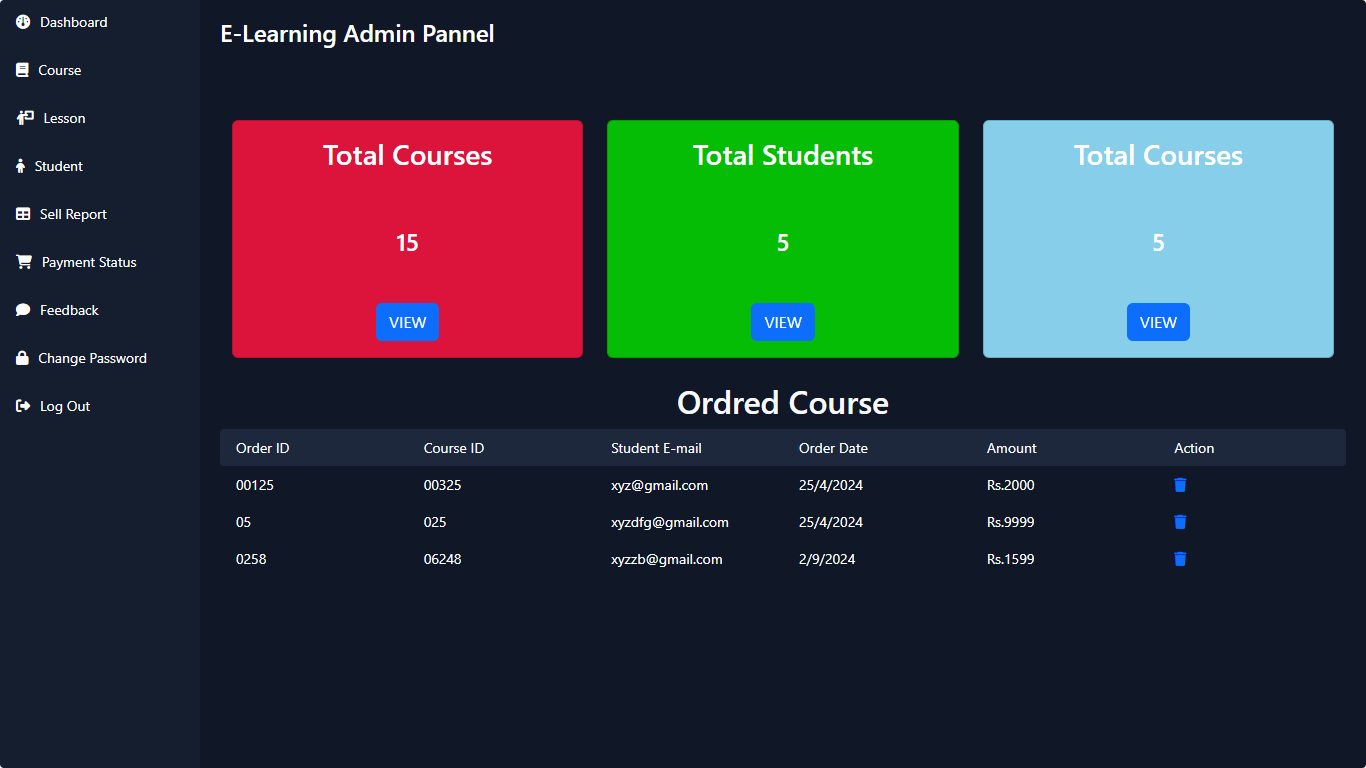 Dashboard
Course
Lesson
Student
Sell Report
Payment Status
Feedback
Change Password
Log Out
E-Learning Admin Pannel
Total Courses
15
VIEW
Total Students
5
VIEW
Total Courses
5
VIEW
Ordred Course
Order ID Course ID Student E-mail Order Date Amount Action
00125 00325 xyz@gmail.com 25/4/2024 Rs.2000
05 025 xyzdfg@gmail.com 25/4/2024 Rs.9999
0258 06248 xyzzb@gmail.com 2/9/2024 Rs.1599